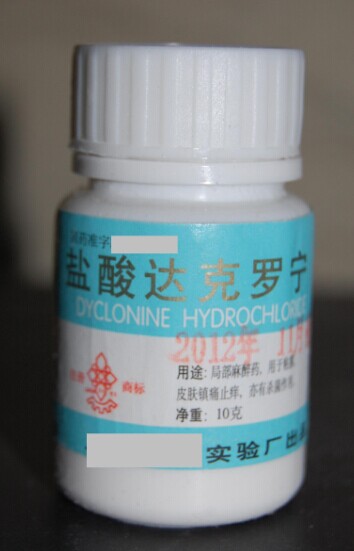 药准字
盐酸达克罗宁
DYCLONINE HYDROCHLORIDE
2012年 11月
用途: 局部麻醉药,用于
皮肤镇痛止痒,亦有杀菌作用
商标
净重: 10克
实验厂出品